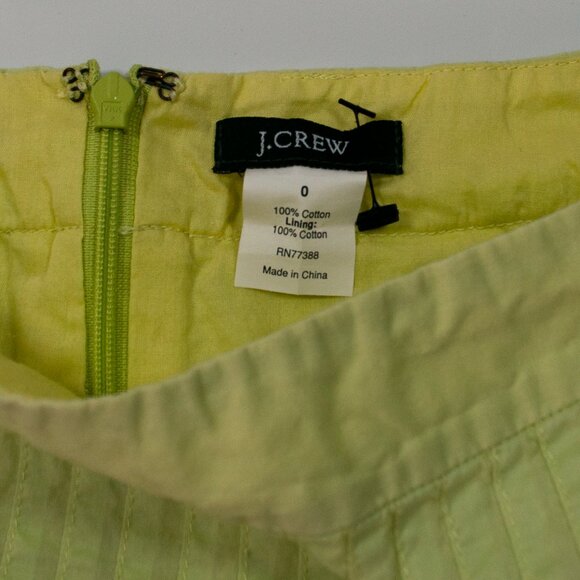 J.CREW
0
100% Cotton
Lining:
100% Cotton
RN77388
Made in China